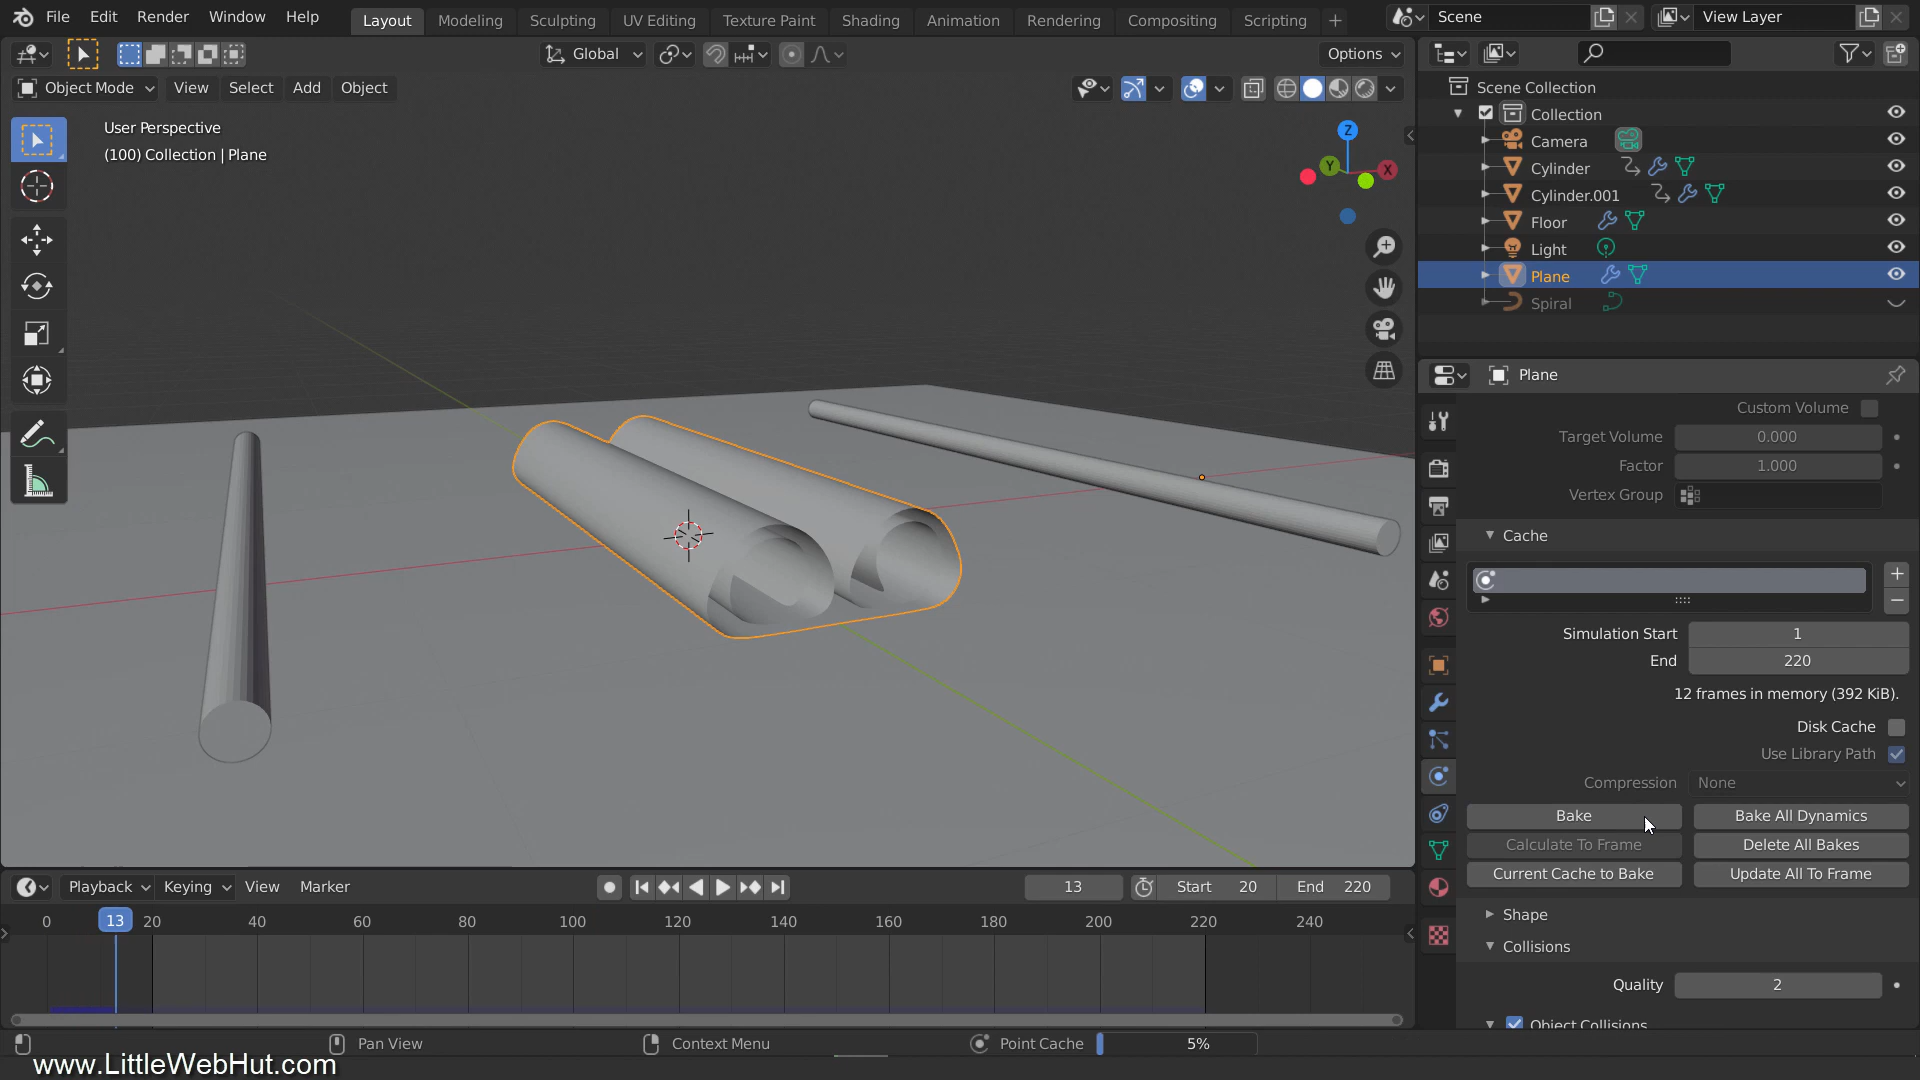 File Edit Render Window Help
Layout Modeling Sculpting UV Editing Texture Paint Shading Animation Rendering Compositing Scripting +
Scene
View Layer
Global
Options
Object Mode View Select Add Object
User Perspective
(100) Collection | Plane
Z
Y
X
Scene Collection
Collection
Camera
Cylinder
Cylinder.001
Floor
Light
Plane
Spiral
Plane
Custom Volume
Target Volume 0.000
Factor 1.000
Vertex Group
Cache
Simulation Start 1
End 220
12 frames in memory (392 KiB).
Disk Cache
Use Library Path
Compression None
Bake Bake All Dynamics
Calculate To Frame Delete All Bakes
Current Cache to Bake Update All To Frame
Shape
Collisions
Quality 2
Object Collisions
Playback Keying View Marker
13 Start 20 End 220
0 13 20 40 60 80 100 120 140 160 180 200 220 240
Pan View
Context Menu
Point Cache 5%
www.LittleWebHut.com